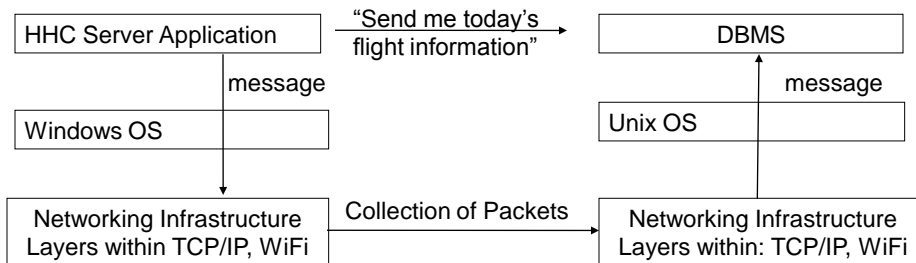 HHC Server Application
“Send me today’s
flight information”
DBMS
message
message
Windows OS
Unix OS
Networking Infrastructure
Layers within TCP/IP, WiFi
Collection of Packets
Networking Infrastructure
Layers within: TCP/IP, WiFi